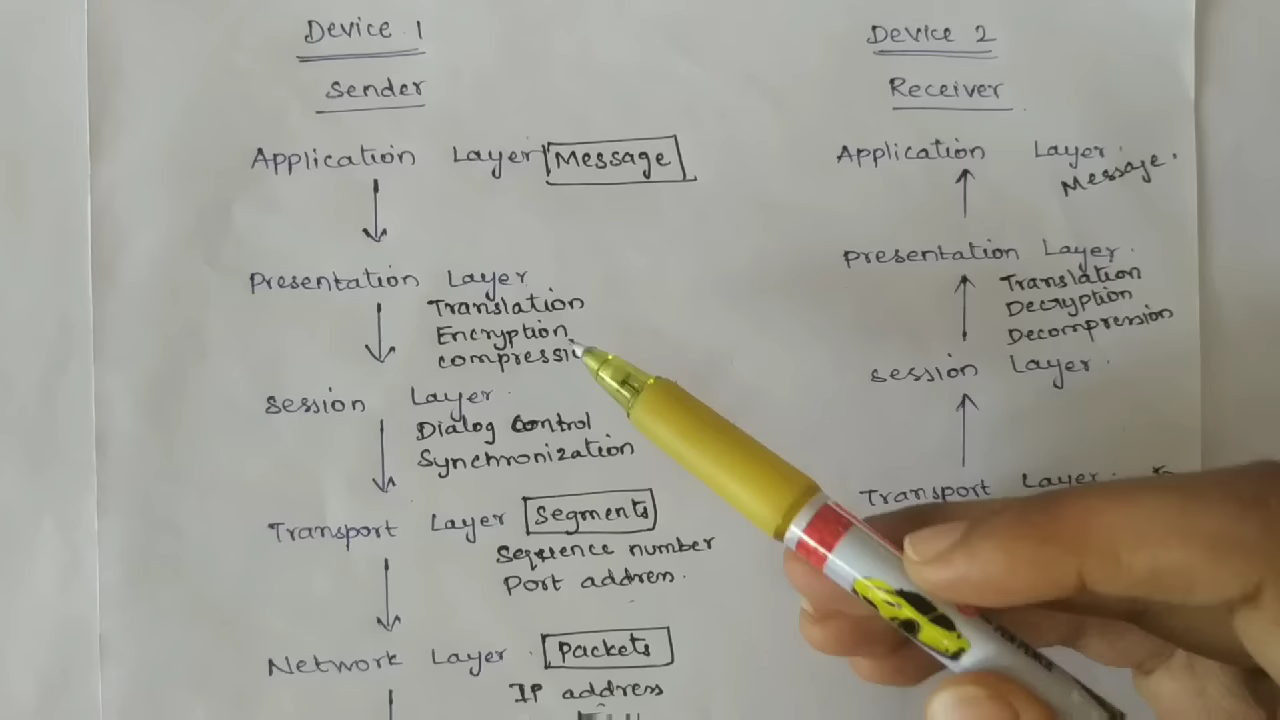 Device 1
Sender
Application Layer Message
Presentation Layer
Translation
Encryption
Session Layer.
Dialog Control
Synchronization
Transport Layer Segments
Sequence number
Port address.
Network Layer. Packets
IP address
Device 2
Receiver
Application Layer.
Message.
presentation Layer.
Translation
Decryption
Decompression
session Layer.
Transport Layer.